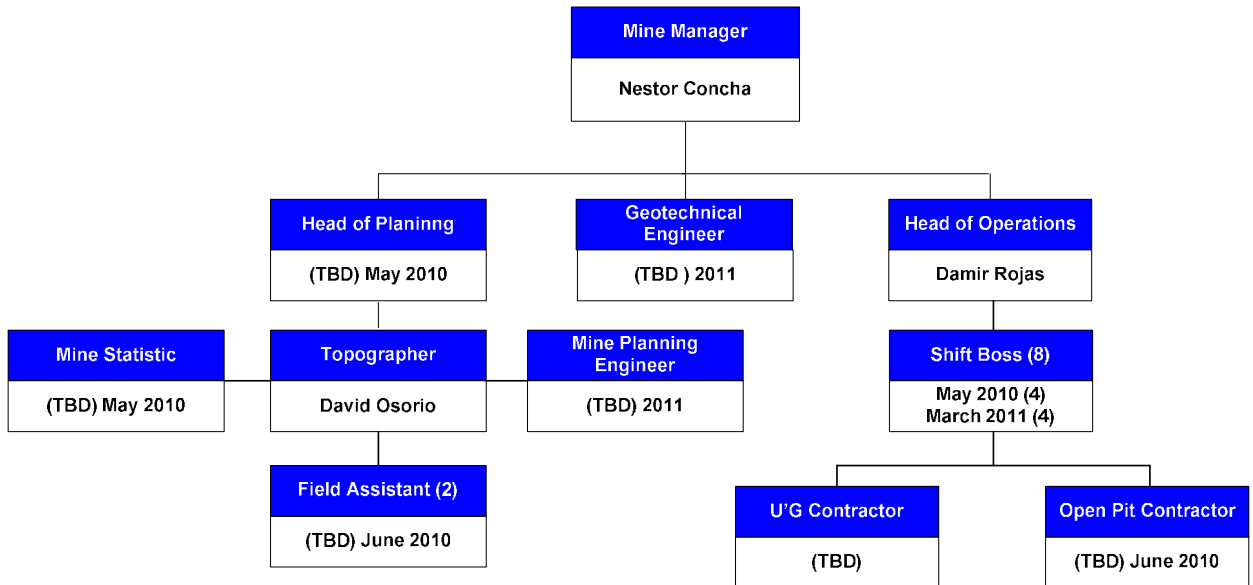 Mine Manager
Nestor Concha
Head of Planinng
(TBD) May 2010
Geotechnical
Engineer
(TBD ) 2011
Head of Operations
Damir Rojas
Mine Statistic
(TBD) May 2010
Topographer
David Osorio
Mine Planning
Engineer
(TBD) 2011
Shift Boss (8)
May 2010 (4)
March 2011 (4)
Field Assistant (2)
(TBD) June 2010
U'G Contractor
(TBD)
Open Pit Contractor
(TBD) June 2010